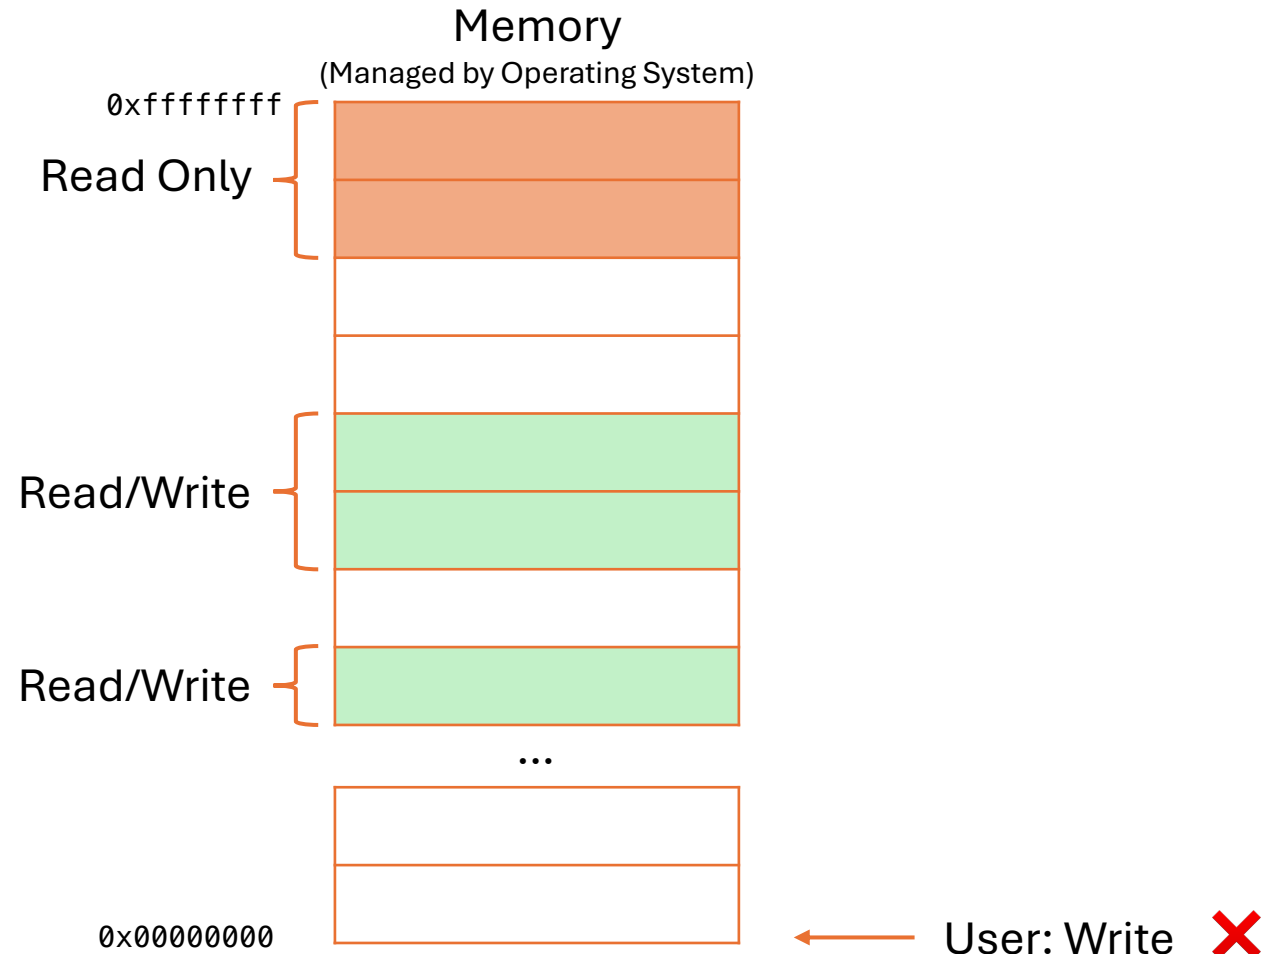 Memory
(Managed by Operating System)
0xffffffff
Read Only
Read/Write
Read/Write
...
0x00000000
User: Write